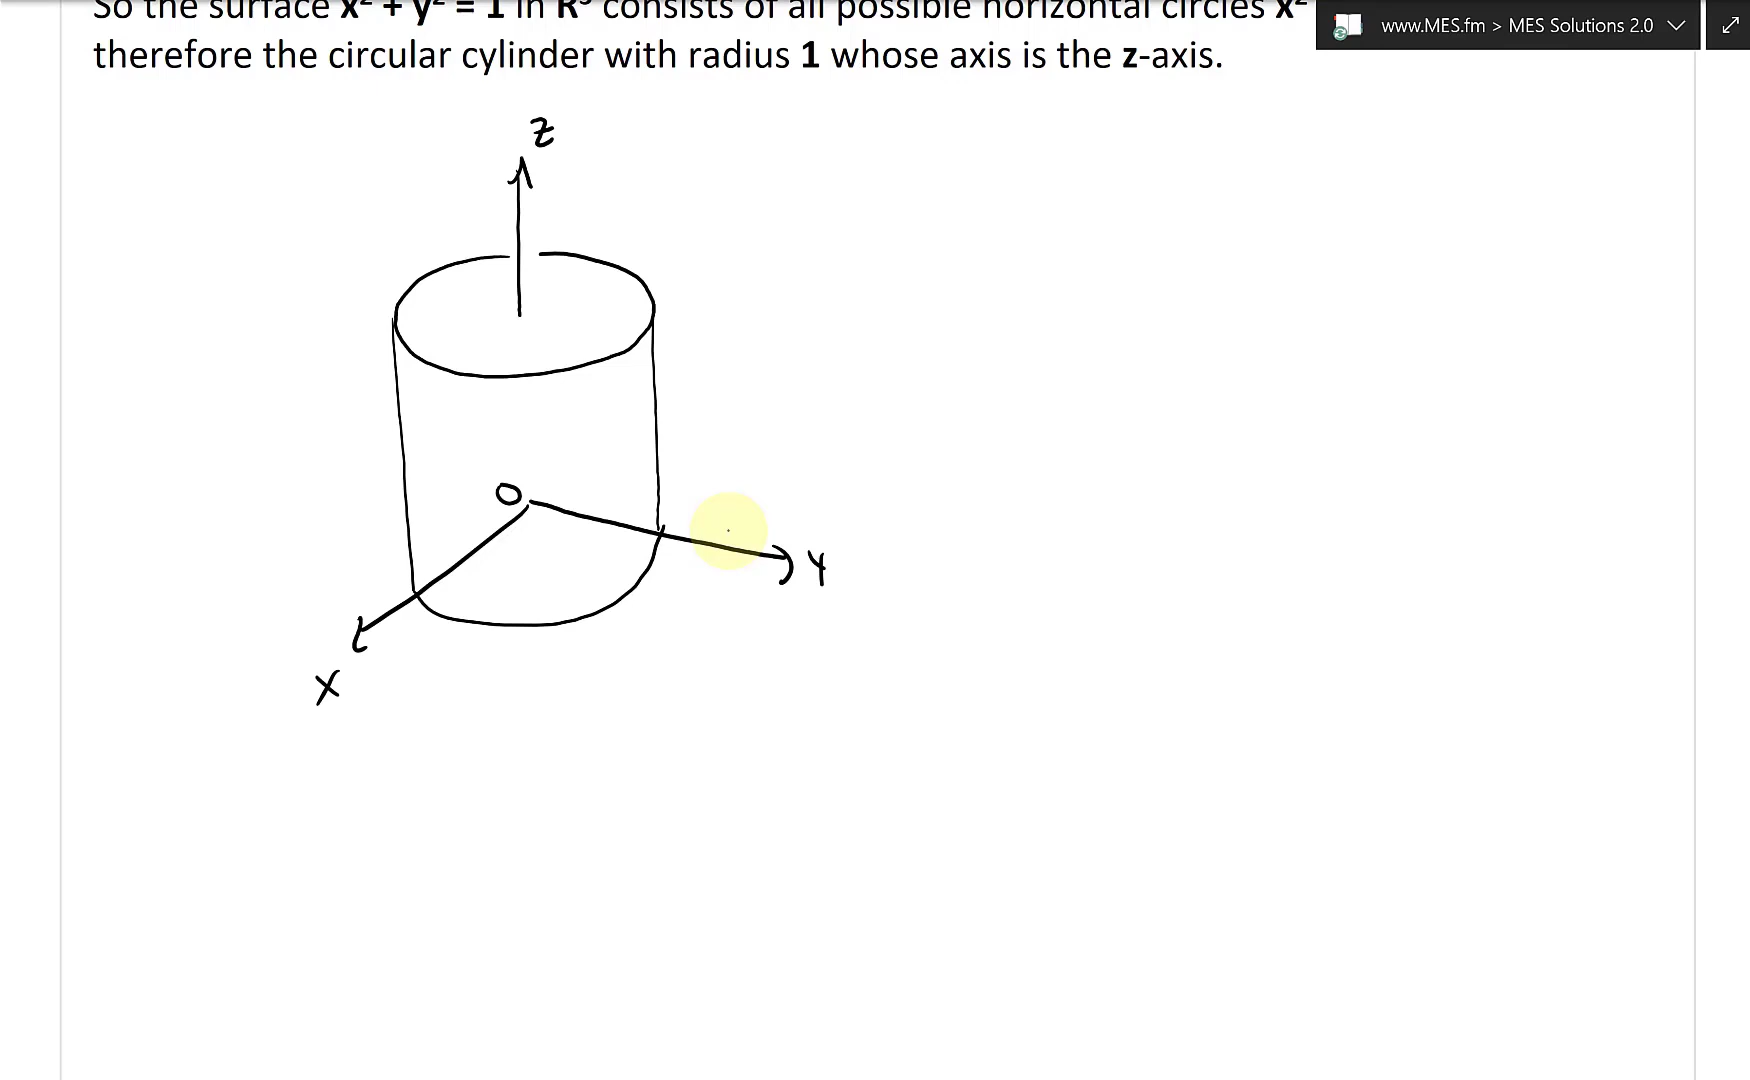 So the surface x² + y² = 1 in R³ consists of all possible horizontal circles x²
therefore the circular cylinder with radius 1 whose axis is the z-axis.
www.MES.fm > MES Solutions 2.0
z
O
y
x